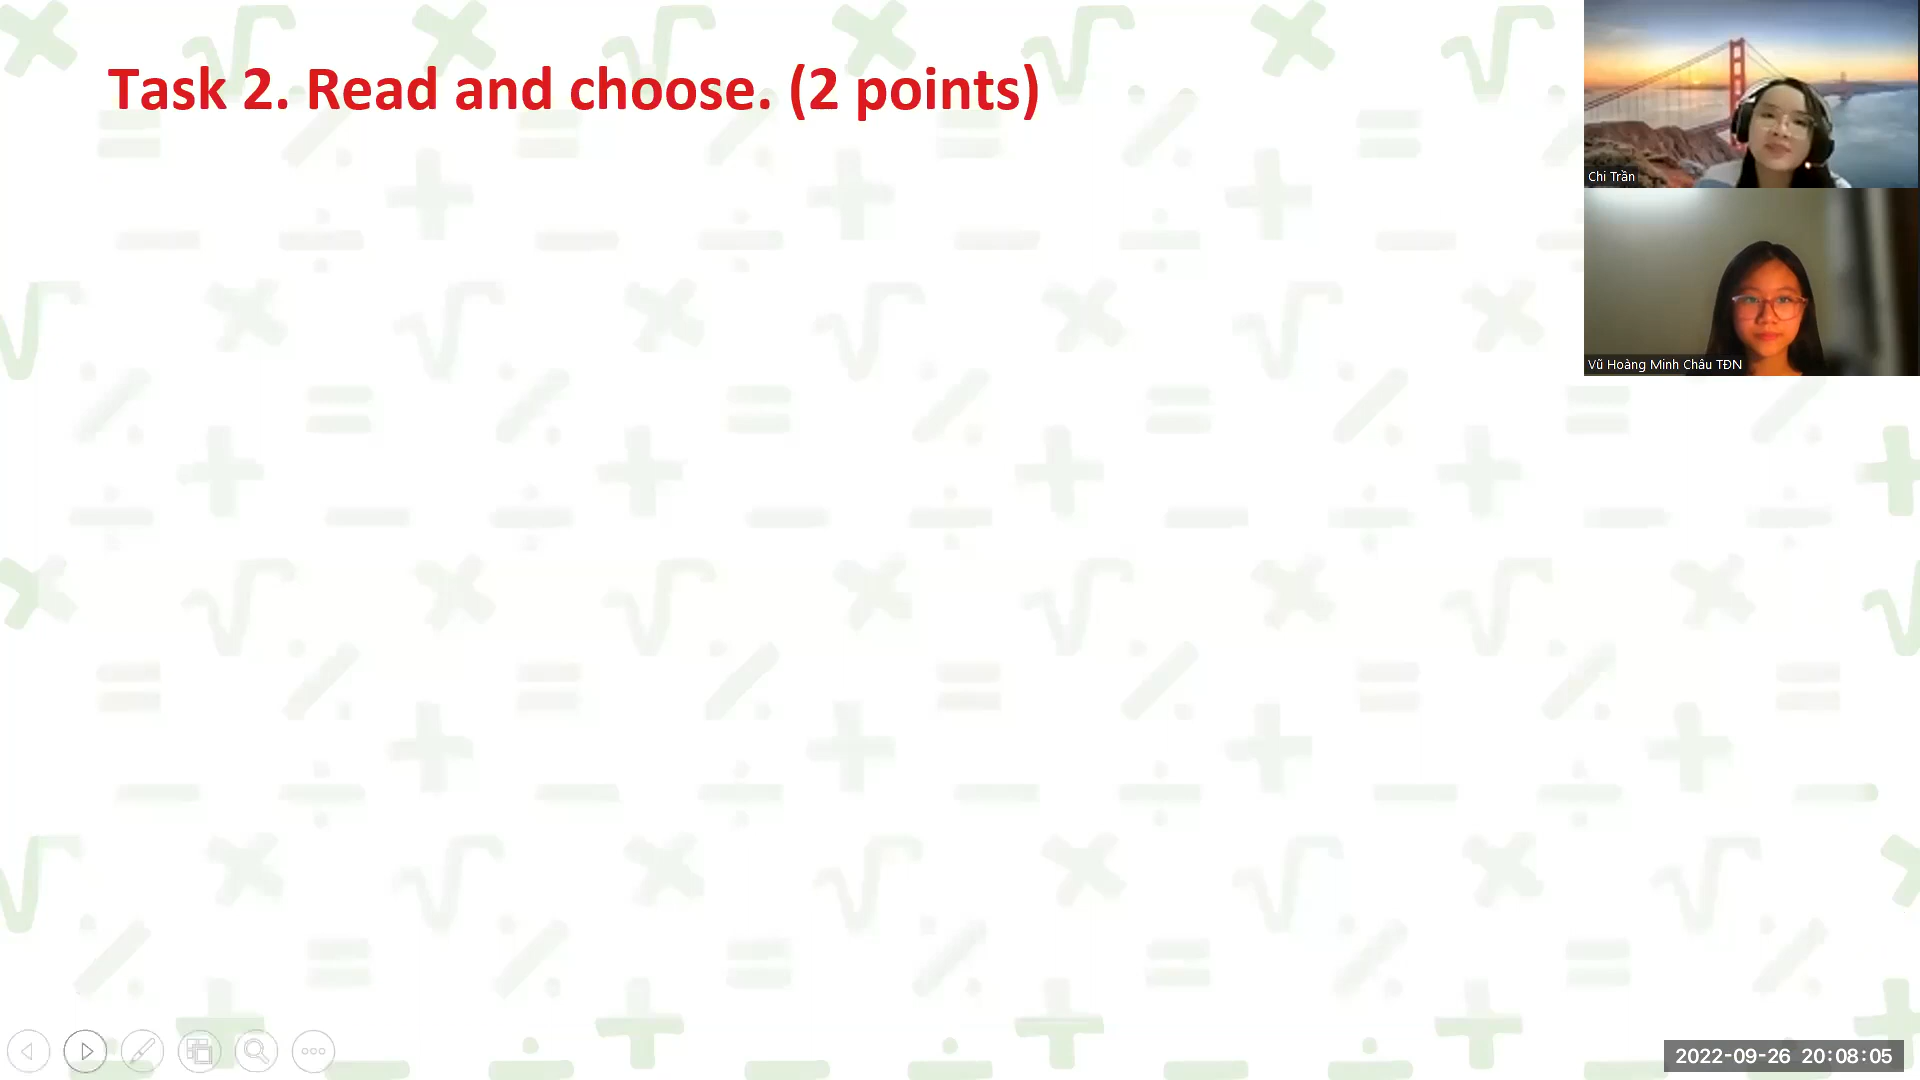 Task 2. Read and choose. (2 points)
Chi Trần
Vũ Hoàng Minh Châu TĐN
2022-09-26 20:08:05